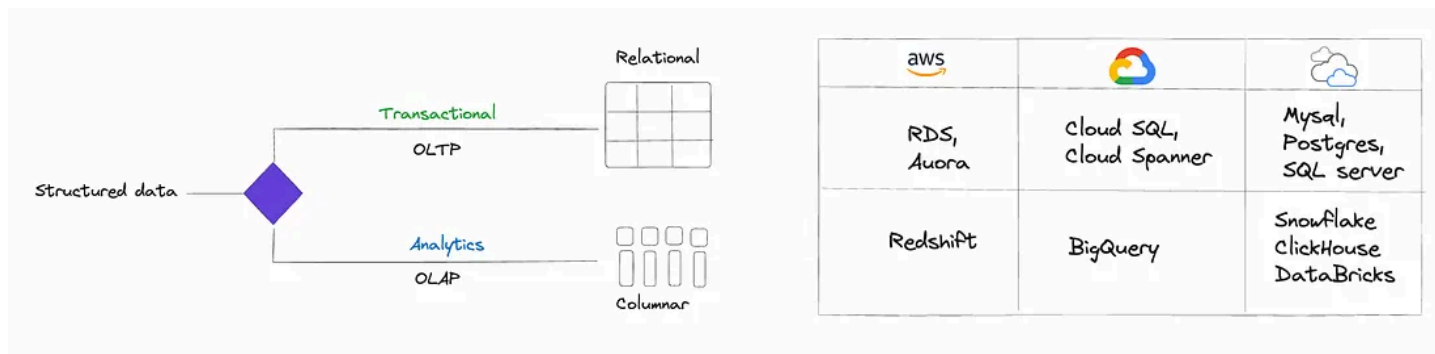 Structured data
Transactional
OLTP
Relational
Analytics
OLAP
Columnar
aws
RDS,
Auora
Cloud SQL,
Cloud Spanner
Mysal,
Postgres,
SQL server
Redshift
BigQuery
Snowflake
ClickHouse
DataBricks